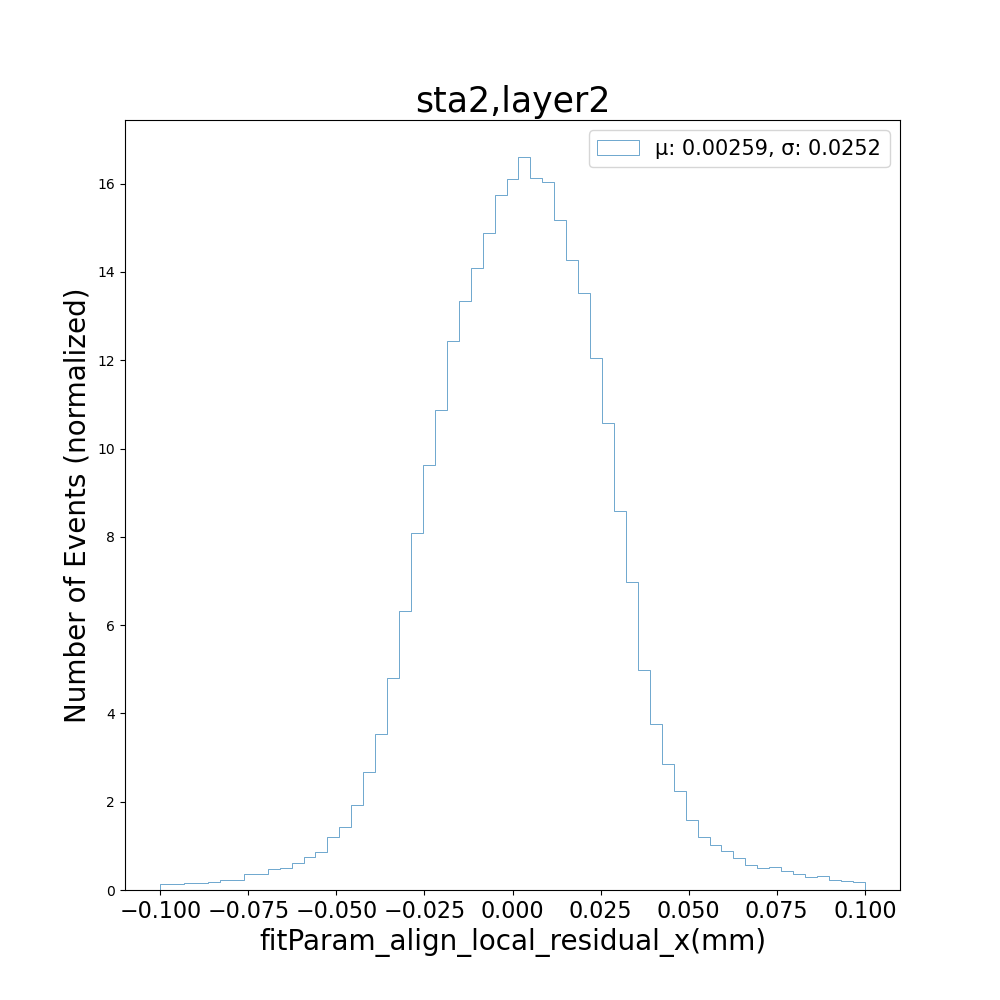 sta2,layer2
μ: 0.00259, σ: 0.0252
Number of Events (normalized)
16
14
12
10
8
6
4
2
0
−0.100 −0.075 −0.050 −0.025 0.000 0.025 0.050 0.075 0.100
fitParam_align_local_residual_x(mm)